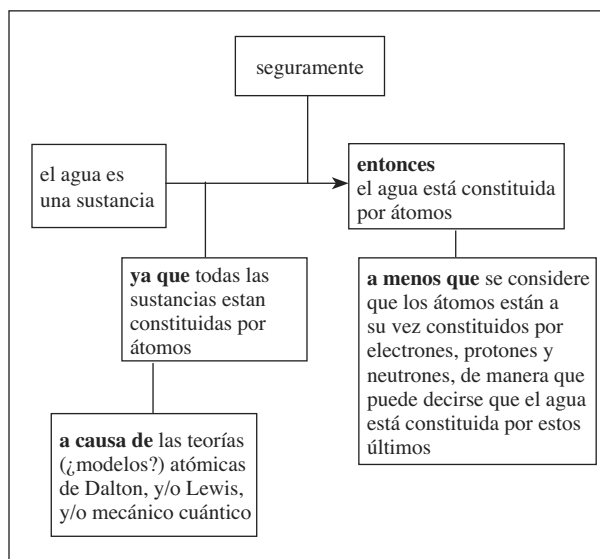 seguramente
el agua es
una sustancia
entonces
el agua está constituida
por átomos
ya que todas las
sustancias estan
constituidas por
átomos
a menos que se considere
que los átomos están a
su vez constituidos por
electrones, protones y
neutrones, de manera que
puede decirse que el agua
está constituida por estos
últimos
a causa de las teorías
(¿modelos?) atómicas
de Dalton, y/o Lewis,
y/o mecánico cuántico